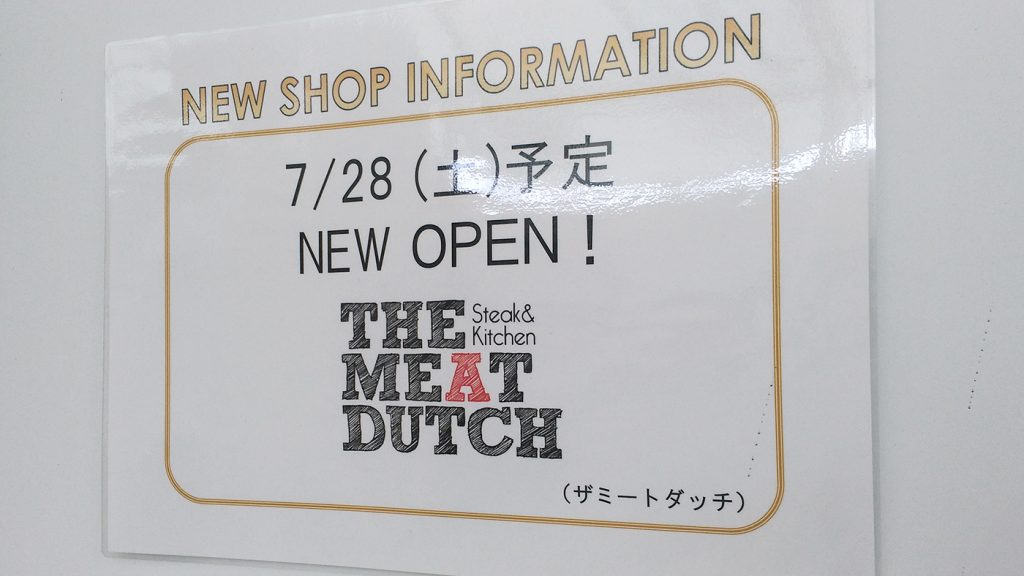 NEW SHOP INFORMATION
7/28 (土)予定
NEW OPEN！
THE Steak&
Kitchen
MEAT
DUTCH
（ザミートダッチ）